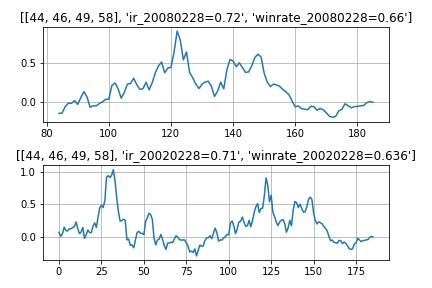 [[44, 46, 49, 58], 'ir_20080228=0.72', 'winrate_20080228=0.66']
0.5
0.0
80 100 120 140 160 180
[[44, 46, 49, 58], 'ir_20020228=0.71', 'winrate_20020228=0.636']
1.0
0.5
0.0
0 25 50 75 100 125 150 175